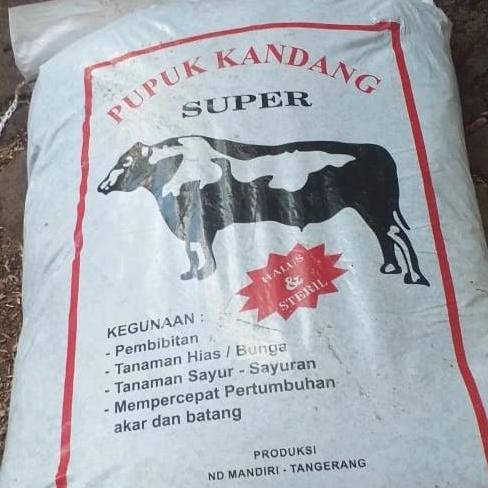 PUPUK KANDANG
SUPER
HALUS
&
STERIL
KEGUNAAN :
- Pembibitan
- Tanaman Hias / Bunga
- Tanaman Sayur - Sayuran
- Mempercepat Pertumbuhan
akar dan batang
PRODUKSI
ND MANDIRI - TANGERANG